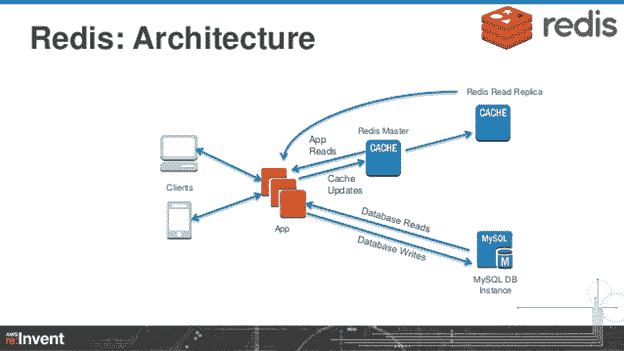 Redis: Architecture
redis
Redis Read Replica
CACHE
Redis Master
CACHE
App
Reads
Cache
Updates
Clients
App
Database Reads
Database Writes
MySQL
M
MySQL DB
Instance
AWS
re:Invent